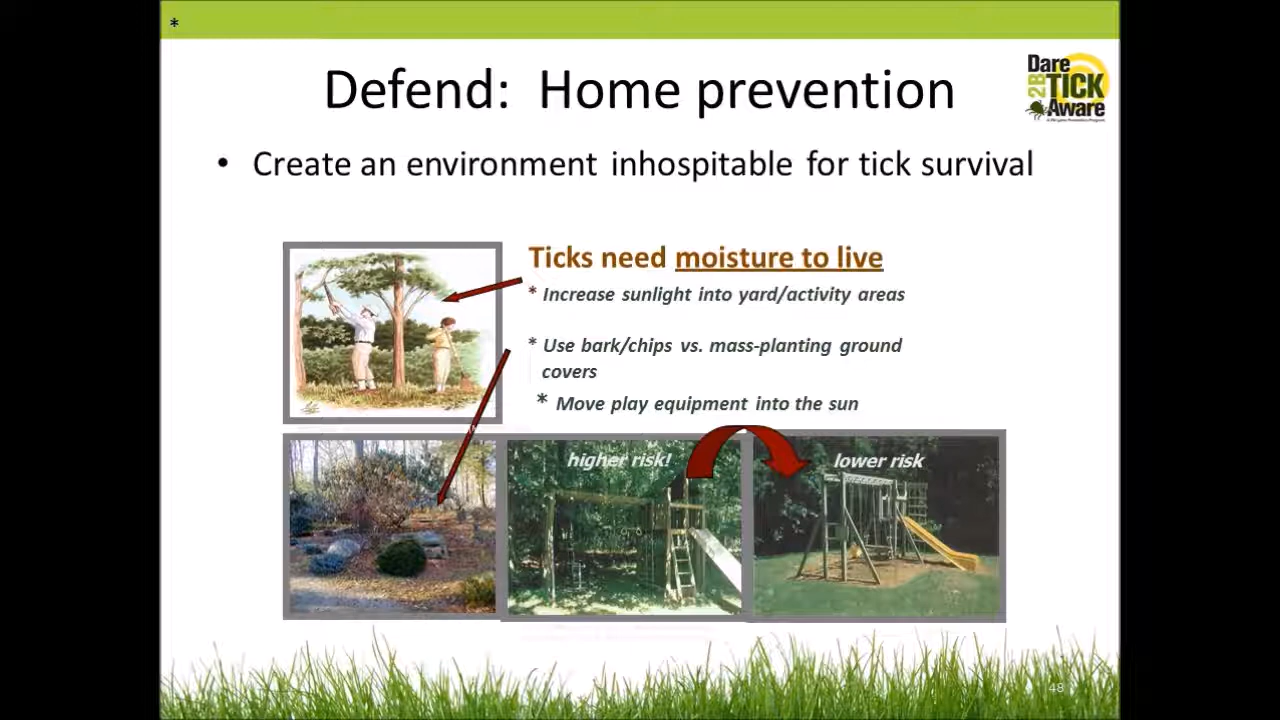 *
Defend: Home prevention
Dare
2B
TICK
Aware
• Create an environment inhospitable for tick survival
Ticks need moisture to live
* Increase sunlight into yard/activity areas
* Use bark/chips vs. mass-planting ground
covers
* Move play equipment into the sun
higher risk!
lower risk
48